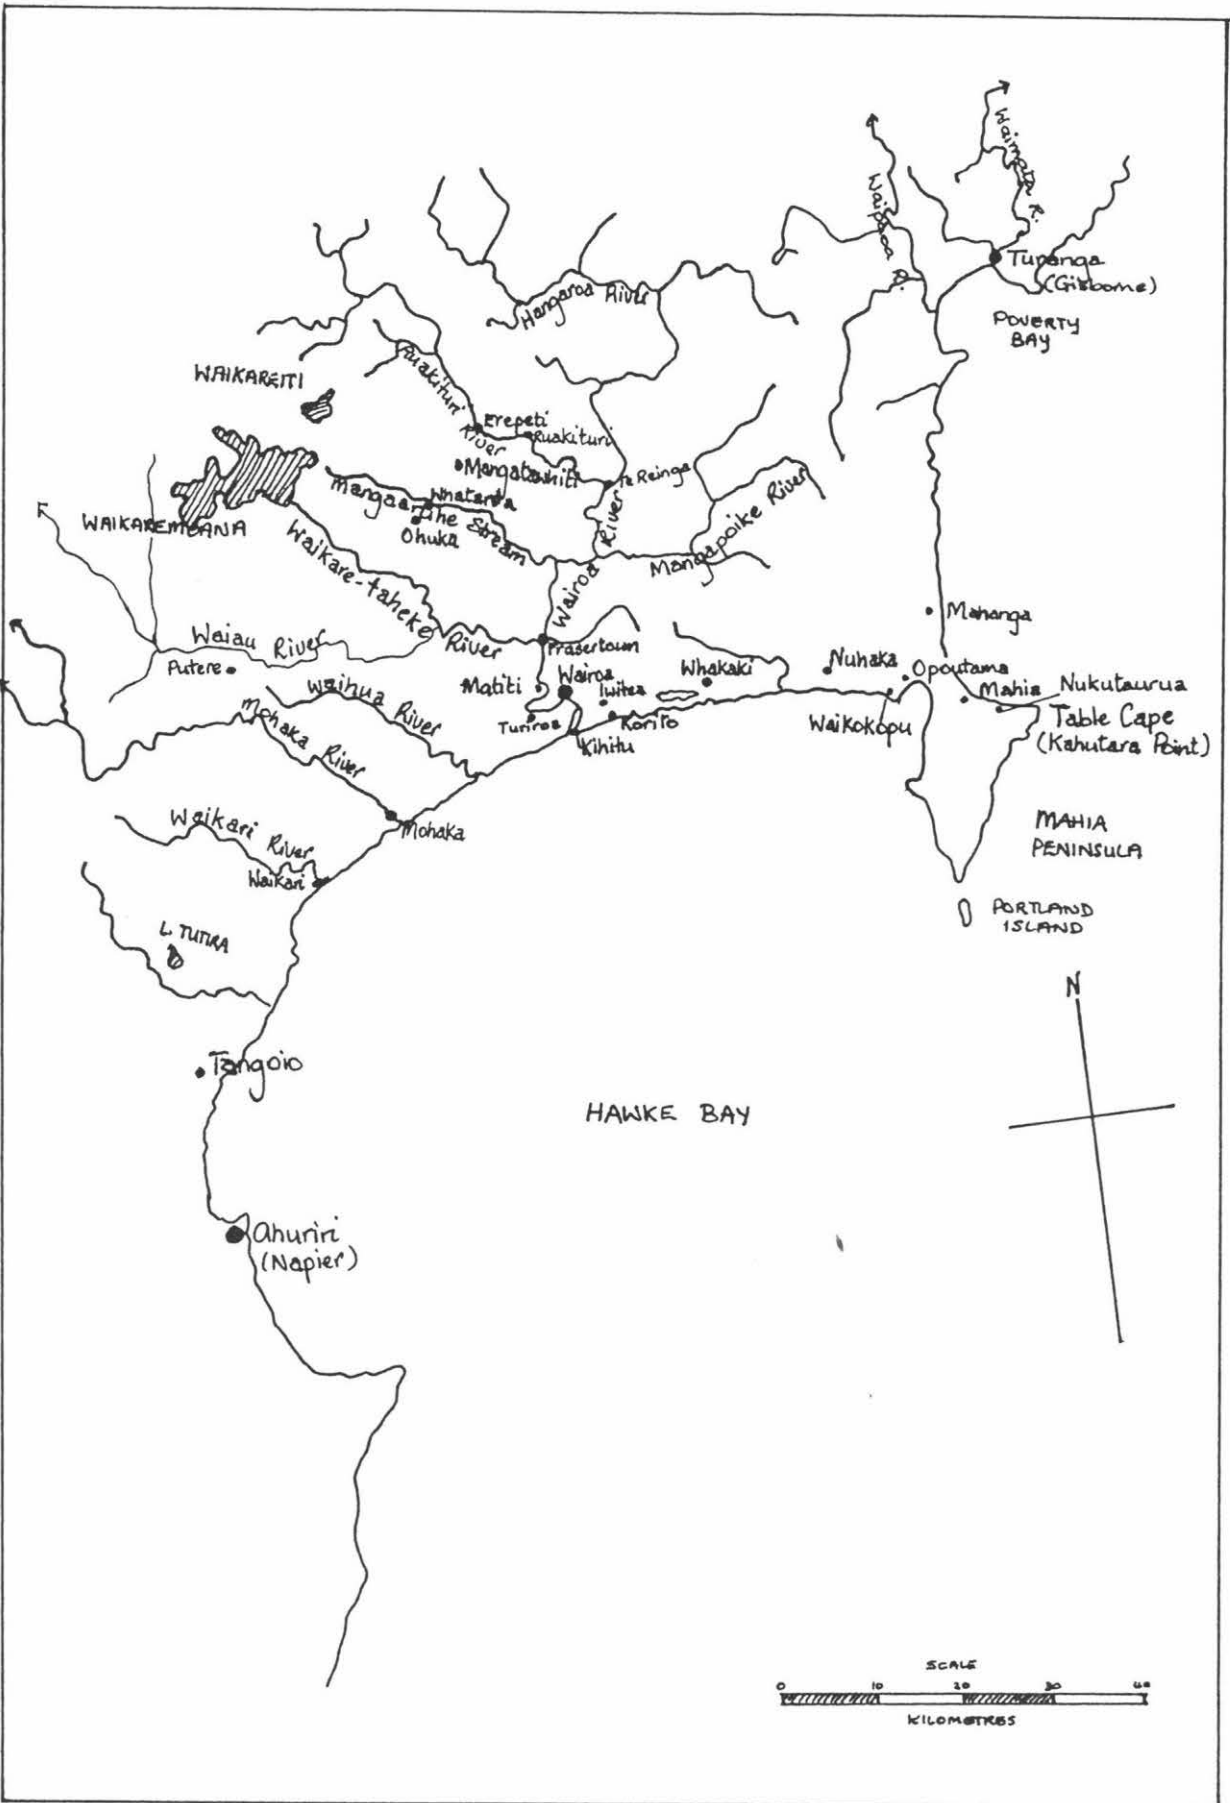 Waimata R.
Waipaoa R.
Turanga
(Gisborne)
POVERTY
BAY
Hangaroa River
WAIKAREITI
Ruakituri River
Erepeti
Ruakituri
Mangatawhiti
Te Reinga
Whataroa
Mangaaruhe Stream
Ohuka
WAIKAREMOANA
Waikare-taheke River
Wairoa River
Mangapoike River
Mahanga
Waiau River
Putere
Frasertown
Matiti
Wairoa
Iwitea
Whakaki
Nuhaka
Opoutama
Mahia
Nukutaurua
Table Cape
(Kahutara Point)
Waikokopu
Turiroa
Korito
Kihitu
Waihua River
Mohaka River
Mohaka
Waikari River
Waikari
MAHIA
PENINSULA
PORTLAND
ISLAND
L. TUTIRA
N
Tangoio
HAWKE BAY
Ahuriri
(Napier)
SCALE
0 10 20 30 40
KILOMETRES